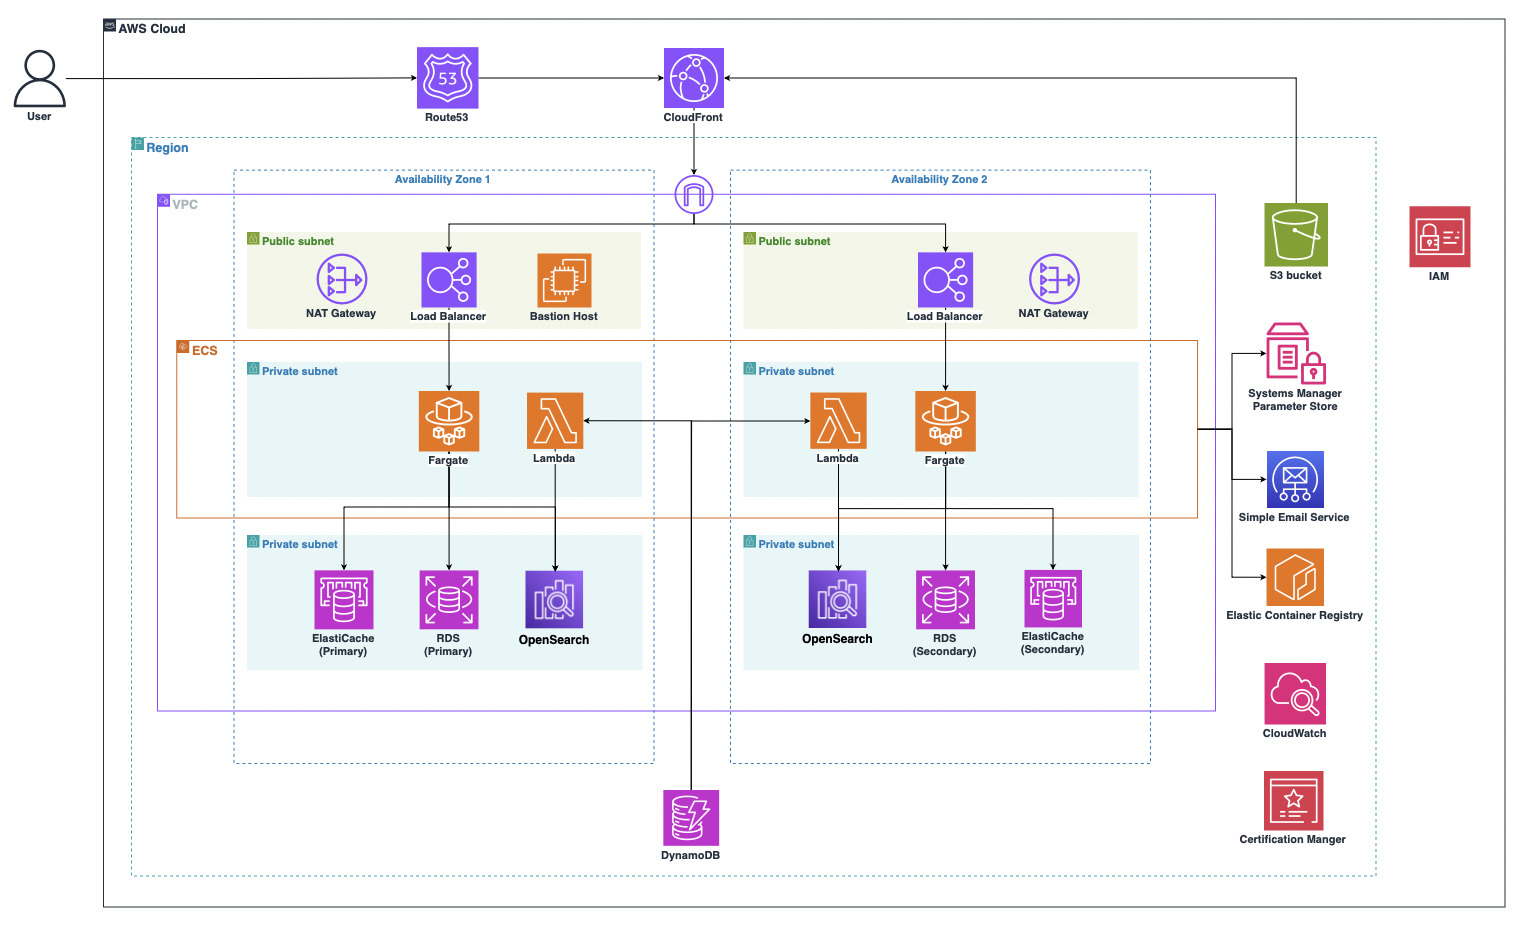 AWS Cloud
User
53
Route53
CloudFront
Region
Availability Zone 1
Availability Zone 2
VPC
Public subnet
NAT Gateway
Load Balancer
Bastion Host
Public subnet
Load Balancer
NAT Gateway
S3 bucket
IAM
ECS
Private subnet
Fargate
Lambda
Private subnet
Lambda
Fargate
Systems Manager
Parameter Store
Simple Email Service
Private subnet
ElastiCache
(Primary)
RDS
(Primary)
OpenSearch
Private subnet
OpenSearch
RDS
(Secondary)
ElastiCache
(Secondary)
Elastic Container Registry
CloudWatch
Certification Manger
DynamoDB